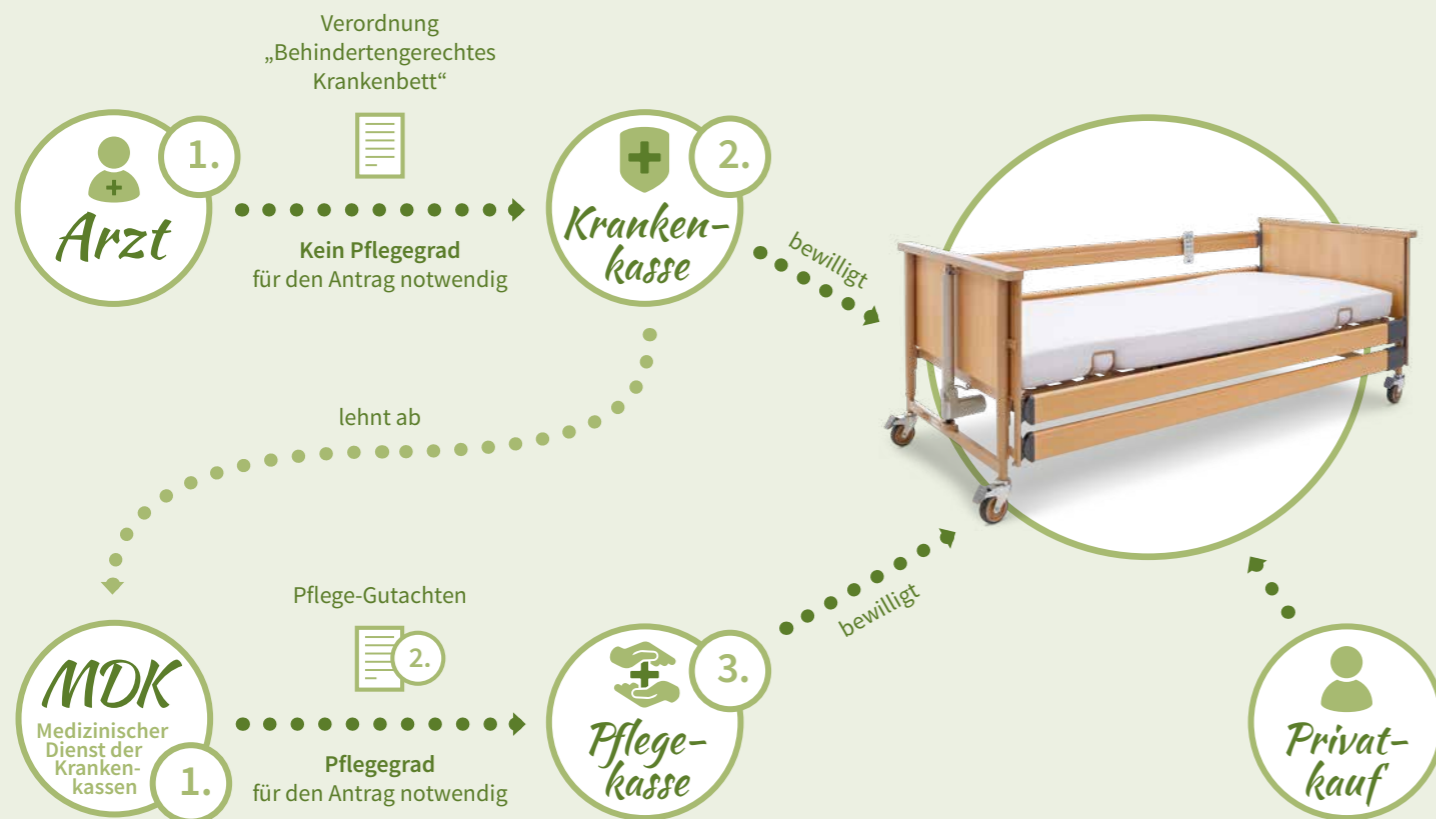 Verordnung
„Behindertengerechtes
Krankenbett“
1.
Arzt
Kein Pflegegrad
für den Antrag notwendig
2.
Kranken-
kasse
bewilligt
lehnt ab
MDK
Medizinischer
Dienst der
Kranken-
kassen
1.
Pflege-Gutachten
2.
Pflegegrad
für den Antrag notwendig
3.
Pflege-
kasse
bewilligt
Privat-
kauf